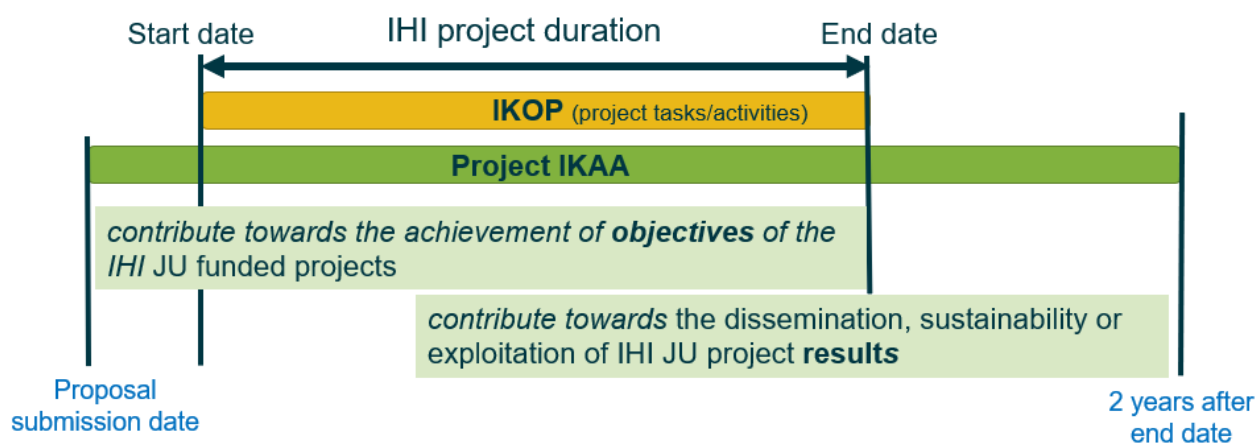 IHI project duration
Start date
End date
IKOP (project tasks/activities)
Project IKAA
contribute towards the achievement of objectives of the
IHI JU funded projects
contribute towards the dissemination, sustainability or
exploitation of IHI JU project results
Proposal
submission date
2 years after
end date